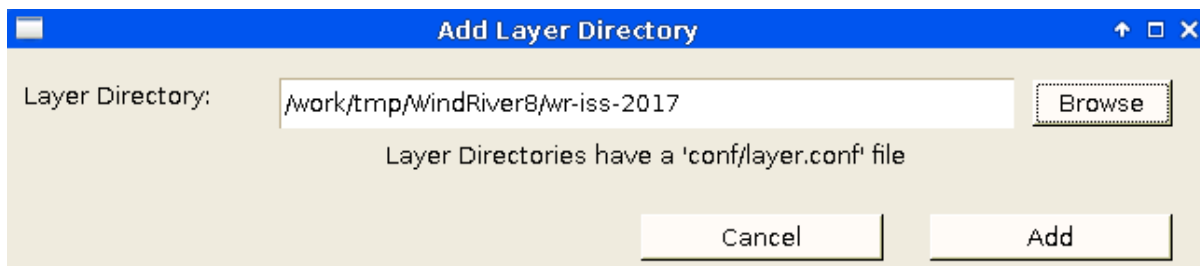 Add Layer Directory
Layer Directory: /work/tmp/WindRiver8/wr-iss-2017 Browse
Layer Directories have a 'conf/layer.conf' file
Cancel Add